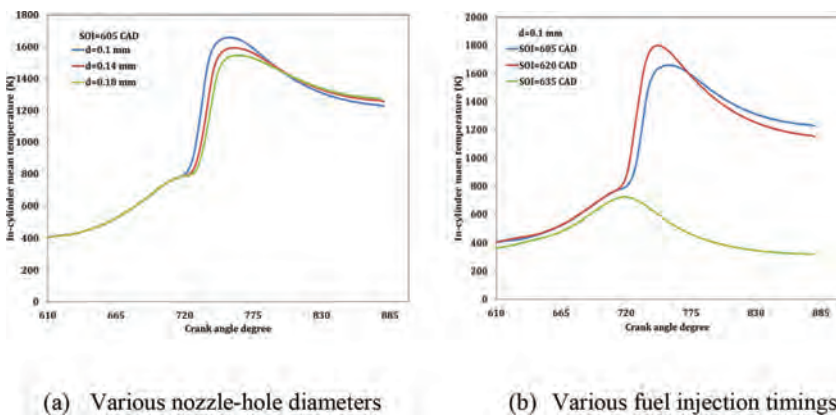 In-cylinder mean temperature (K)
1800
1600
1400
1200
1000
800
600
400
200
0
SOI=605 CAD
d=0.1 mm
d=0.14 mm
d=0.18 mm
610 665 720 775 830 885
Crank angle degree
(a) Various nozzle-hole diameters
In-cylinder maen temperature (K)
2000
1800
1600
1400
1200
1000
800
600
400
200
0
d=0.1 mm
SOI=605 CAD
SOI=620 CAD
SOI=635 CAD
610 665 720 775 830 885
Crank angle degree
(b) Various fuel injection timings